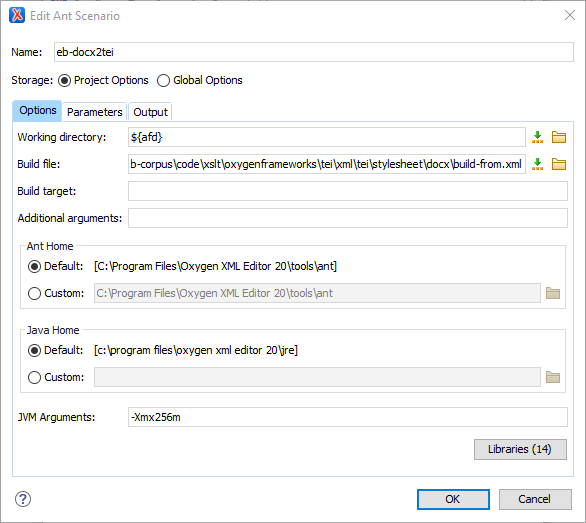 Edit Ant Scenario
Name: eb-docx2tei
Storage: Project Options Global Options
Options Parameters Output
Working directory: ${afd}
Build file: b-corpus\code\xslt\oxygenframeworks\tei\xml\tei\stylesheet\docx\build-from.xml
Build target:
Additional arguments:
Ant Home
Default: [C:\Program Files\Oxygen XML Editor 20\tools\ant]
Custom: C:\Program Files\Oxygen XML Editor 20\tools\ant
Java Home
Default: [c:\program files\oxygen xml editor 20\jre]
Custom:
JVM Arguments: -Xmx256m
Libraries (14)
? OK Cancel